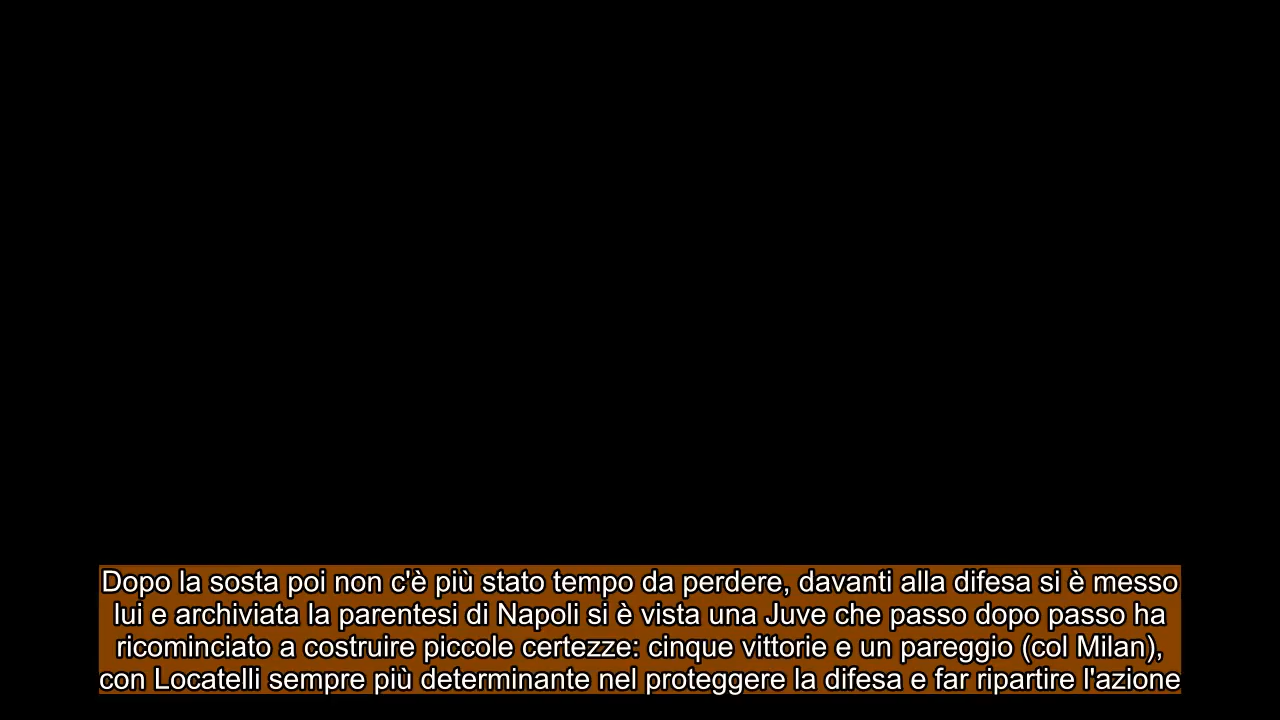 Dopo la sosta poi non c'è più stato tempo da perdere, davanti alla difesa si è messo
lui e archiviata la parentesi di Napoli si è vista una Juve che passo dopo passo ha
ricominciato a costruire piccole certezze: cinque vittorie e un pareggio (col Milan),
con Locatelli sempre più determinante nel proteggere la difesa e far ripartire l'azione